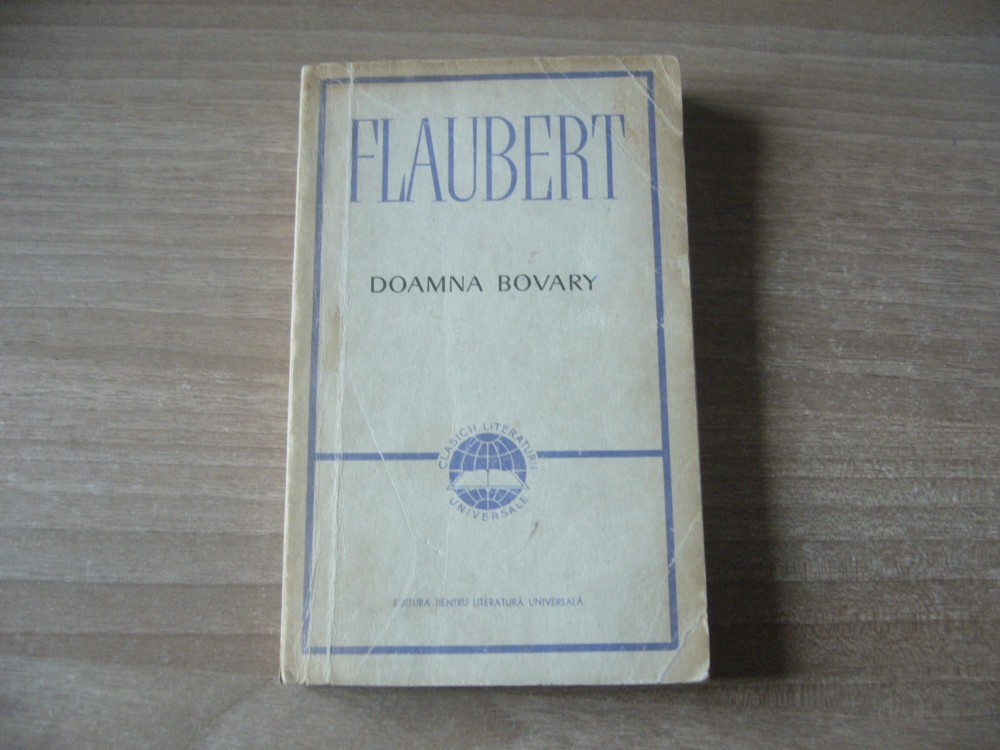 FLAUBERT
DOAMNA BOVARY
CLASICII LITERATURII
UNIVERSALE
EDITURA PENTRU LITERATURĂ UNIVERSALĂ